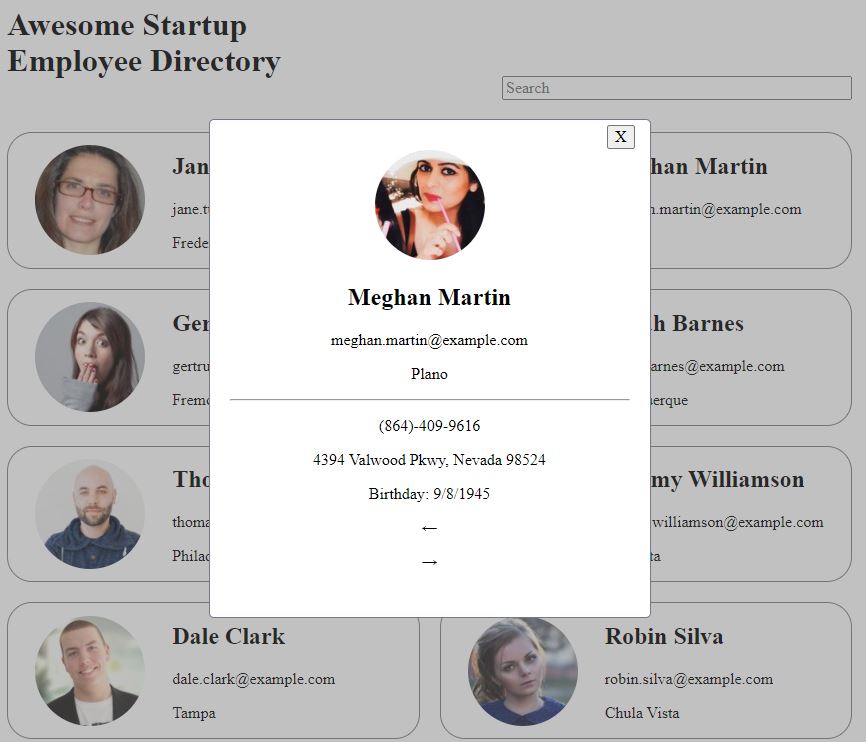 Awesome Startup
Employee Directory
Search
X
Meghan Martin
meghan.martin@example.com
Plano
(864)-409-9616
4394 Valwood Pkwy, Nevada 98524
Birthday: 9/8/1945
←
→
Jan
jane.t
Frede
han Martin
.martin@example.com
Ger
gertru
Fremo
h Barnes
arnes@example.com
erque
Tho
thoma
Philad
my Williamson
williamson@example.com
ta
Dale Clark
dale.clark@example.com
Tampa
Robin Silva
robin.silva@example.com
Chula Vista